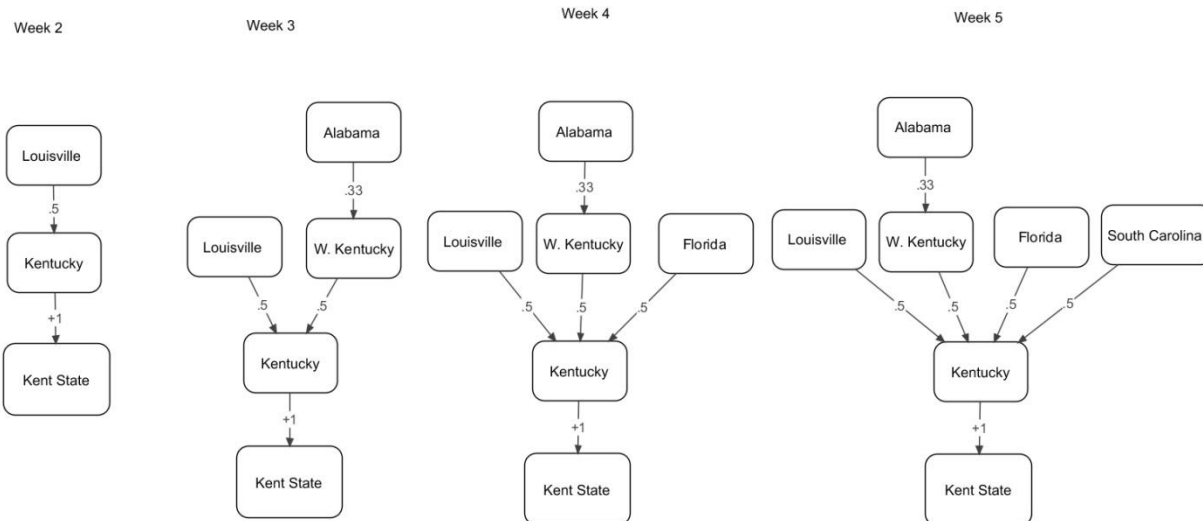 Week 2
Week 3
Week 4
Week 5
Louisville
.5
Kentucky
+1
Kent State
Alabama
.33
Louisville
W. Kentucky
.5
.5
Kentucky
+1
Kent State
Alabama
.33
Louisville
W. Kentucky
Florida
.5
.5
.5
Kentucky
+1
Kent State
Alabama
.33
Louisville
W. Kentucky
Florida
South Carolina
.5
.5
.5
.5
Kentucky
+1
Kent State